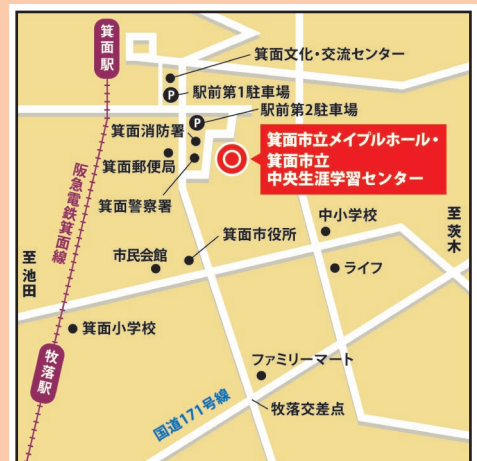 箕面駅
箕面文化・交流センター
P
駅前第1駐車場
P
駅前第2駐車場
箕面消防署
箕面市立メイプルホール・
箕面市立
中央生涯学習センター
箕面郵便局
阪急電鉄箕面線
箕面警察署
中小学校
至茨木
箕面市役所
至池田
市民会館
ライフ
箕面小学校
牧落駅
ファミリーマート
国道171号線
牧落交差点